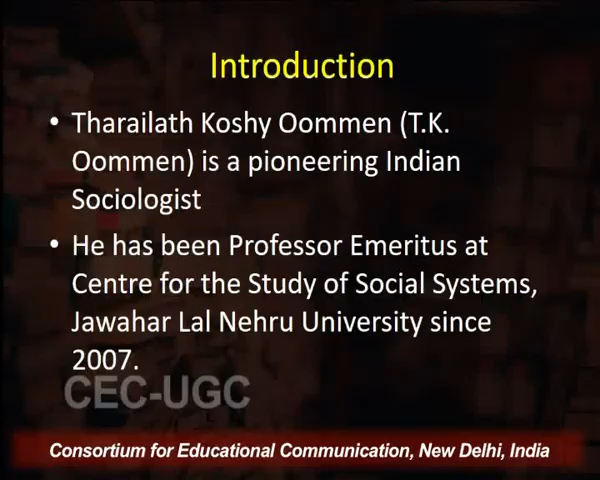 Introduction
• Tharailath Koshy Oommen (T.K.
Oommen) is a pioneering Indian
Sociologist
• He has been Professor Emeritus at
Centre for the Study of Social Systems,
Jawahar Lal Nehru University since
2007.
CEC-UGC
Consortium for Educational Communication, New Delhi, India